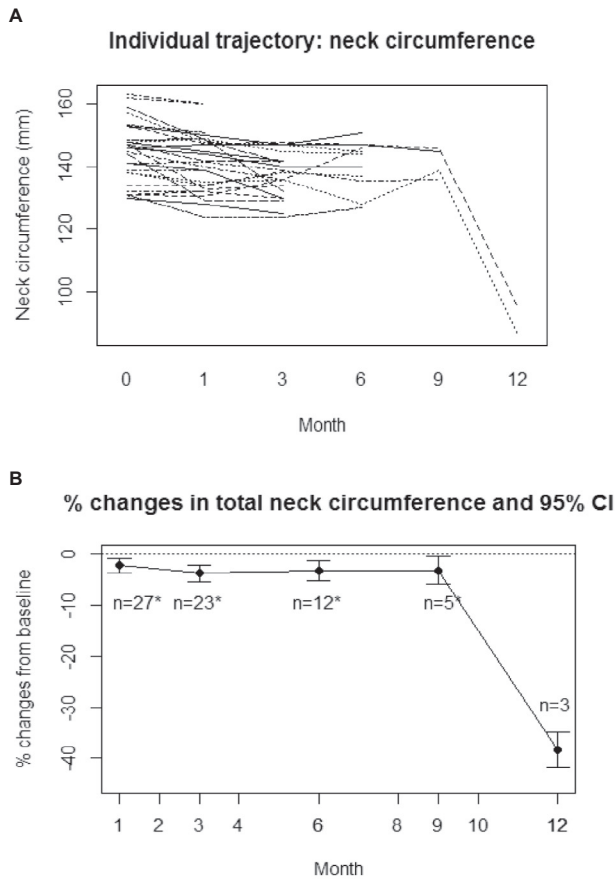 A
Individual trajectory: neck circumference
Neck circumference (mm)
160
140
120
100
0 1 3 6 9 12
Month
B
% changes in total neck circumference and 95% CI
% changes from baseline
0
-10
-20
-30
-40
n=27* n=23* n=12* n=5*
n=3
1 2 3 4 6 8 9 10 12
Month